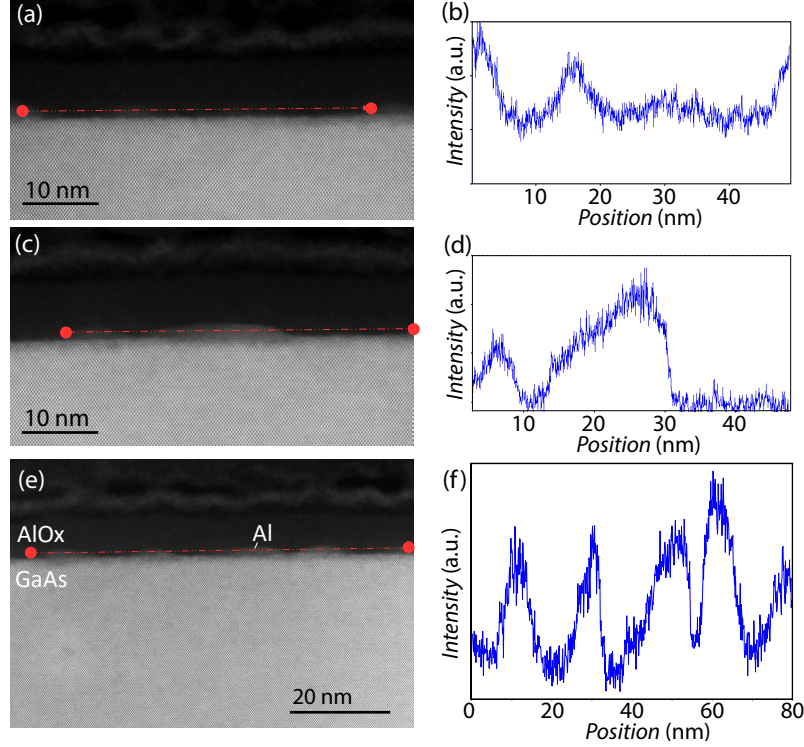 (a)
10 nm
(b)
Intensity (a.u.)
10 20 30 40
Position (nm)
(c)
10 nm
(d)
Intensity (a.u.)
10 20 30 40
Position (nm)
(e)
AlOx
Al
GaAs
20 nm
(f)
Intensity (a.u.)
0 20 40 60 80
Position (nm)